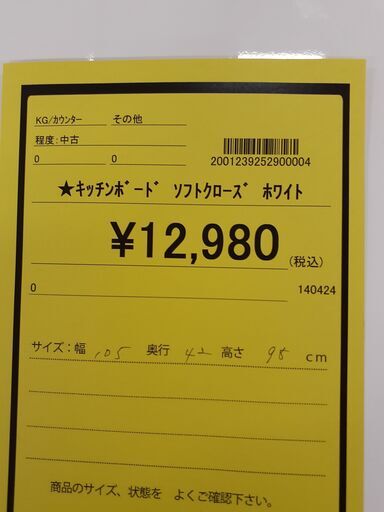 KG/カウンター その他
程度:中古
0 0
2001239252900004
★キッチンボード ソフトクローズ ホワイト
¥12,980(税込)
0 140424
サイズ:幅 105 奥行 42 高さ 98 cm
商品のサイズ、状態を よくご確認下さい。